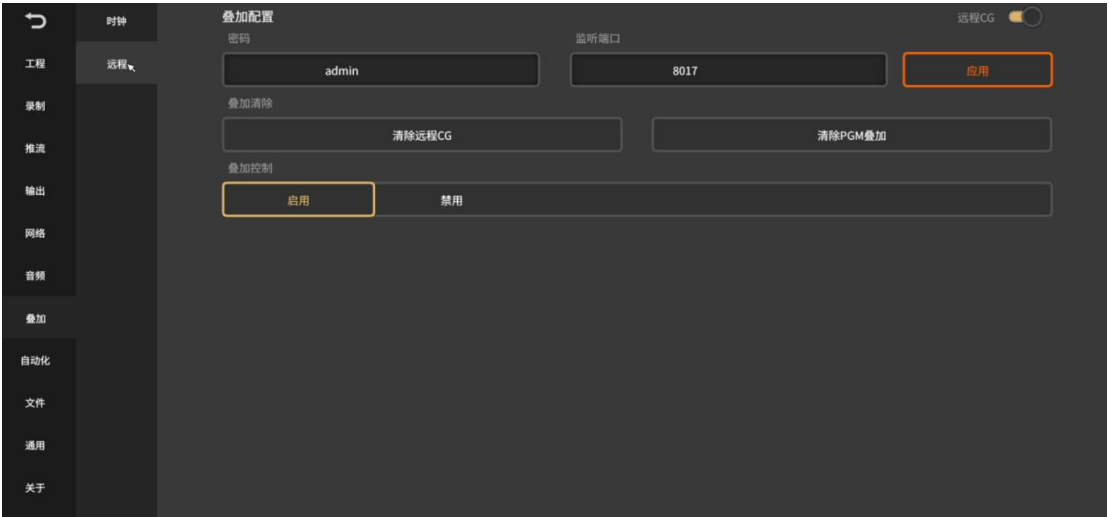 时钟
叠加配置
远程CG
密码
监听端口
工程
远程
admin
8017
应用
录制
叠加清除
清除远程CG
清除PGM叠加
推流
叠加控制
输出
启用
禁用
网络
音频
叠加
自动化
文件
通用
关于